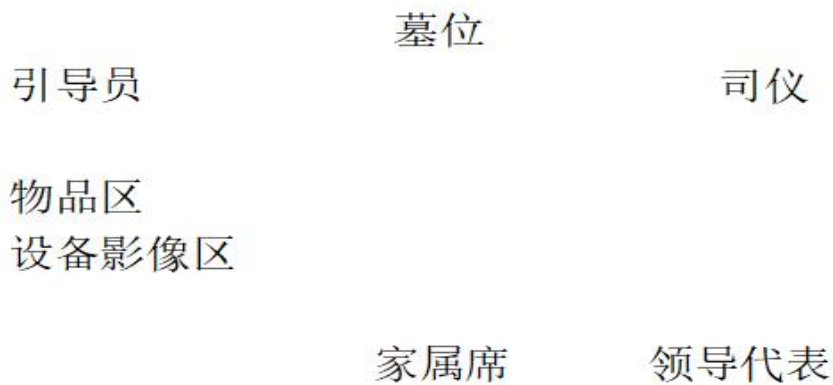 墓位
引导员 司仪
物品区
设备影像区
家属席 领导代表